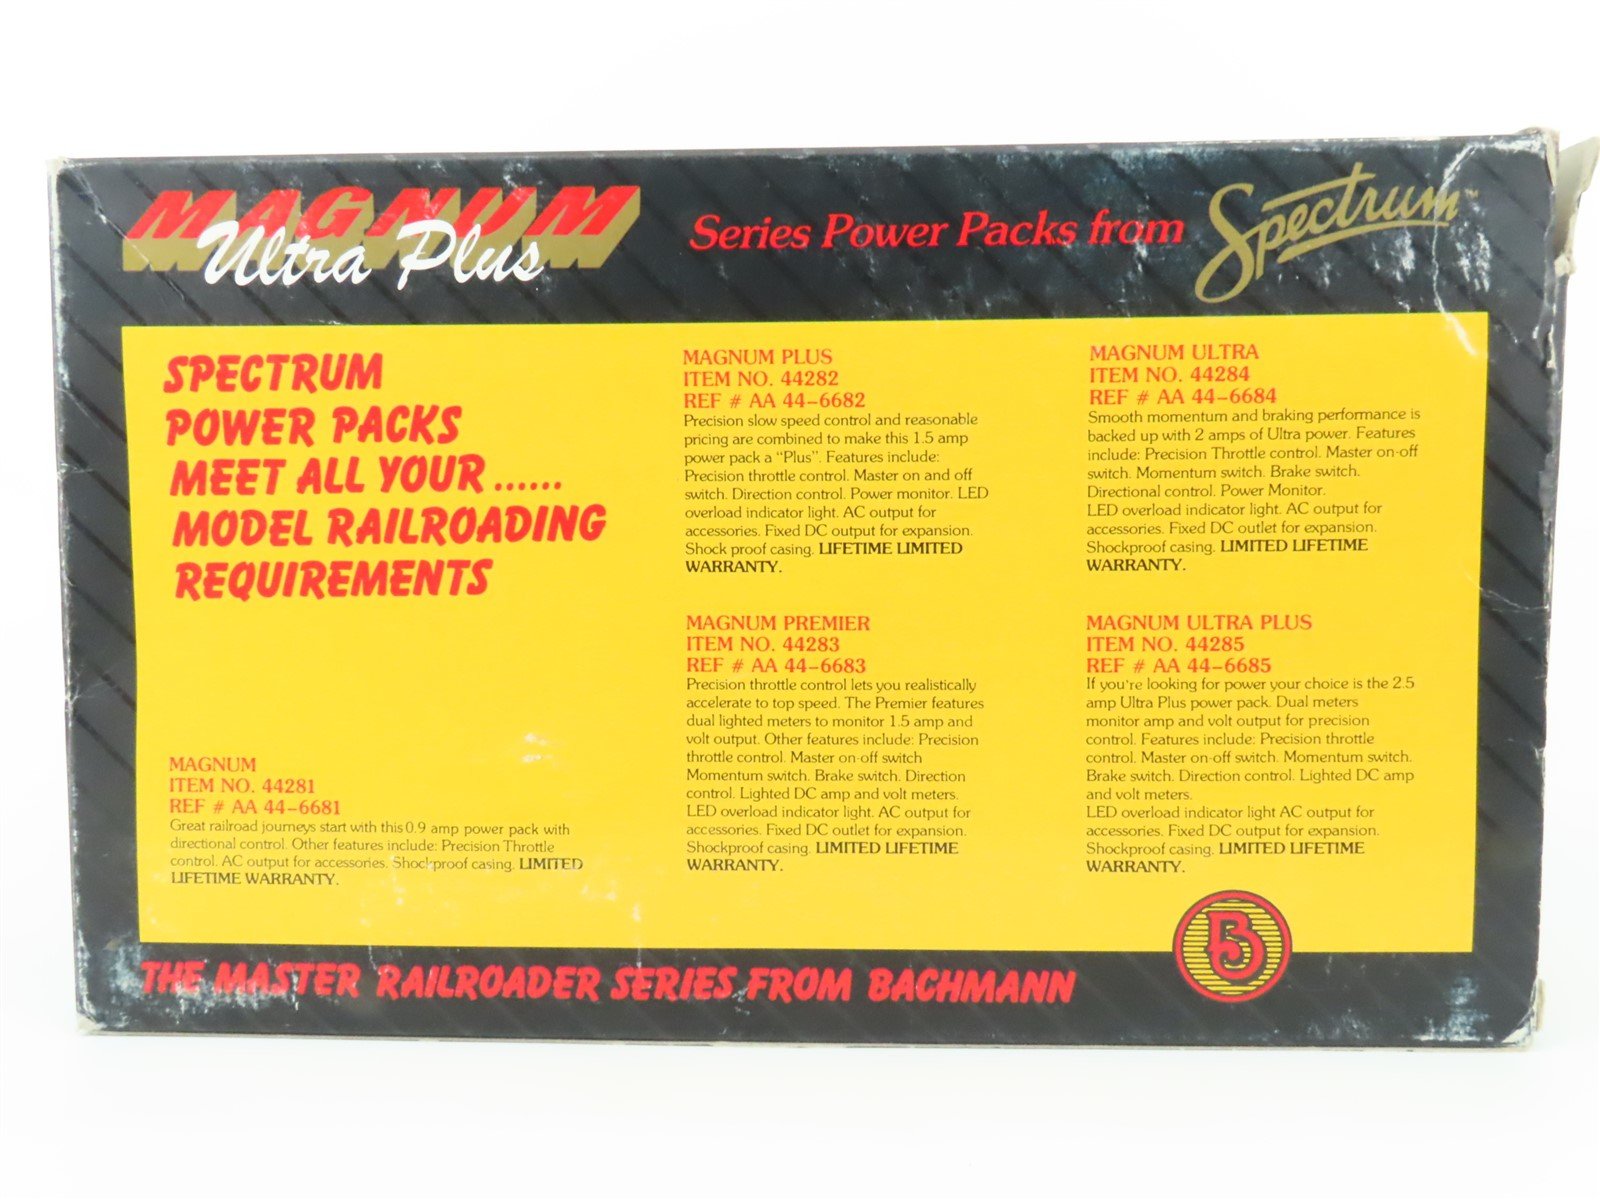 MAGNUM
Ultra Plus
Series Power Packs from
Spectrum™
SPECTRUM
POWER PACKS
MEET ALL YOUR ......
MODEL RAILROADING
REQUIREMENTS
MAGNUM
ITEM NO. 44281
REF # AA 44-6681
Great railroad journeys start with this 0.9 amp power pack with
directional control. Other features include: Precision Throttle
control. AC output for accessories. Shockproof casing. LIMITED
LIFETIME WARRANTY.
MAGNUM PLUS
ITEM NO. 44282
REF # AA 44-6682
Precision slow speed control and reasonable
pricing are combined to make this 1.5 amp
power pack a “Plus”. Features include:
Precision throttle control. Master on and off
switch. Direction control. Power monitor. LED
overload indicator light. AC output for
accessories. Fixed DC output for expansion.
Shock proof casing. LIFETIME LIMITED
WARRANTY.
MAGNUM PREMIER
ITEM NO. 44283
REF # AA 44-6683
Precision throttle control lets you realistically
accelerate to top speed. The Premier features
dual lighted meters to monitor 1.5 amp and
volt output. Other features include: Precision
throttle control. Master on-off switch
Momentum switch. Brake switch. Direction
control. Lighted DC amp and volt meters.
LED overload indicator light. AC output for
accessories. Fixed DC outlet for expansion.
Shockproof casing. LIMITED LIFETIME
WARRANTY.
MAGNUM ULTRA
ITEM NO. 44284
REF # AA 44-6684
Smooth momentum and braking performance is
backed up with 2 amps of Ultra power. Features
include: Precision Throttle control. Master on-off
switch. Momentum switch. Brake switch.
Directional control. Power Monitor.
LED overload indicator light. AC output for
accessories. Fixed DC outlet for expansion.
Shockproof casing. LIMITED LIFETIME
WARRANTY.
MAGNUM ULTRA PLUS
ITEM NO. 44285
REF # AA 44-6685
If you're looking for power your choice is the 2.5
amp Ultra Plus power pack. Dual meters
monitor amp and volt output for precision
control. Features include: Precision throttle
control. Master on-off switch. Momentum switch.
Brake switch. Direction control. Lighted DC amp
and volt meters.
LED overload indicator light AC output for
accessories. Fixed DC outlet for expansion.
Shockproof casing. LIMITED LIFETIME
WARRANTY.
B
THE MASTER RAILROADER SERIES FROM BACHMANN